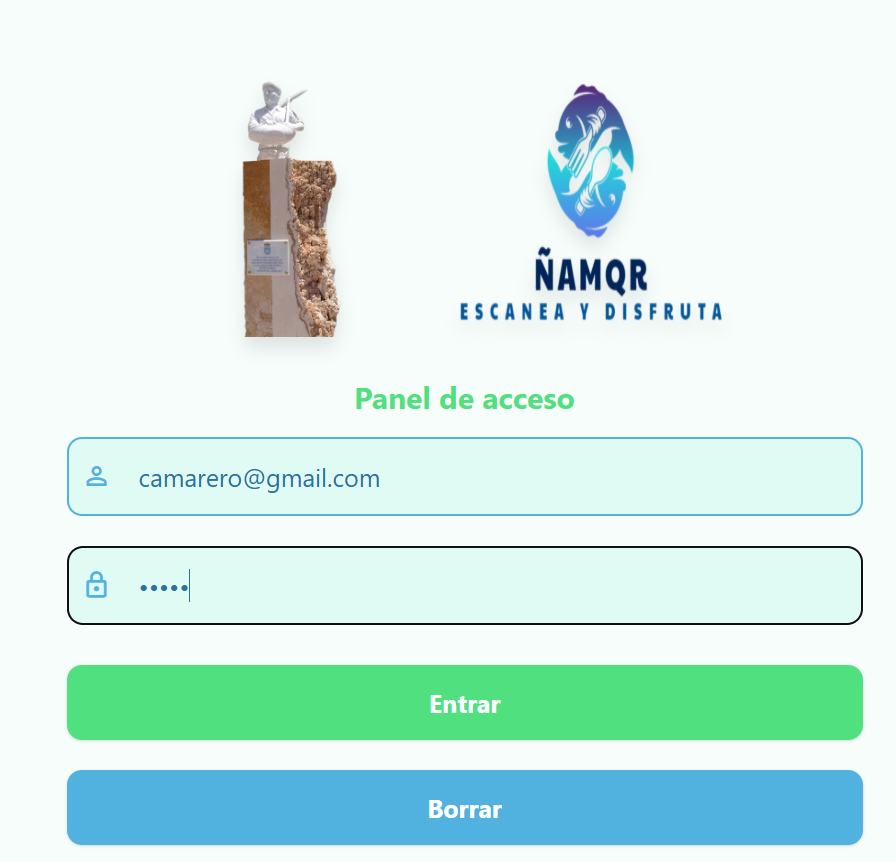 ÑAMQR
ESCANEA Y DISFRUTA
Panel de acceso
camarero@gmail.com
•••••
Entrar
Borrar